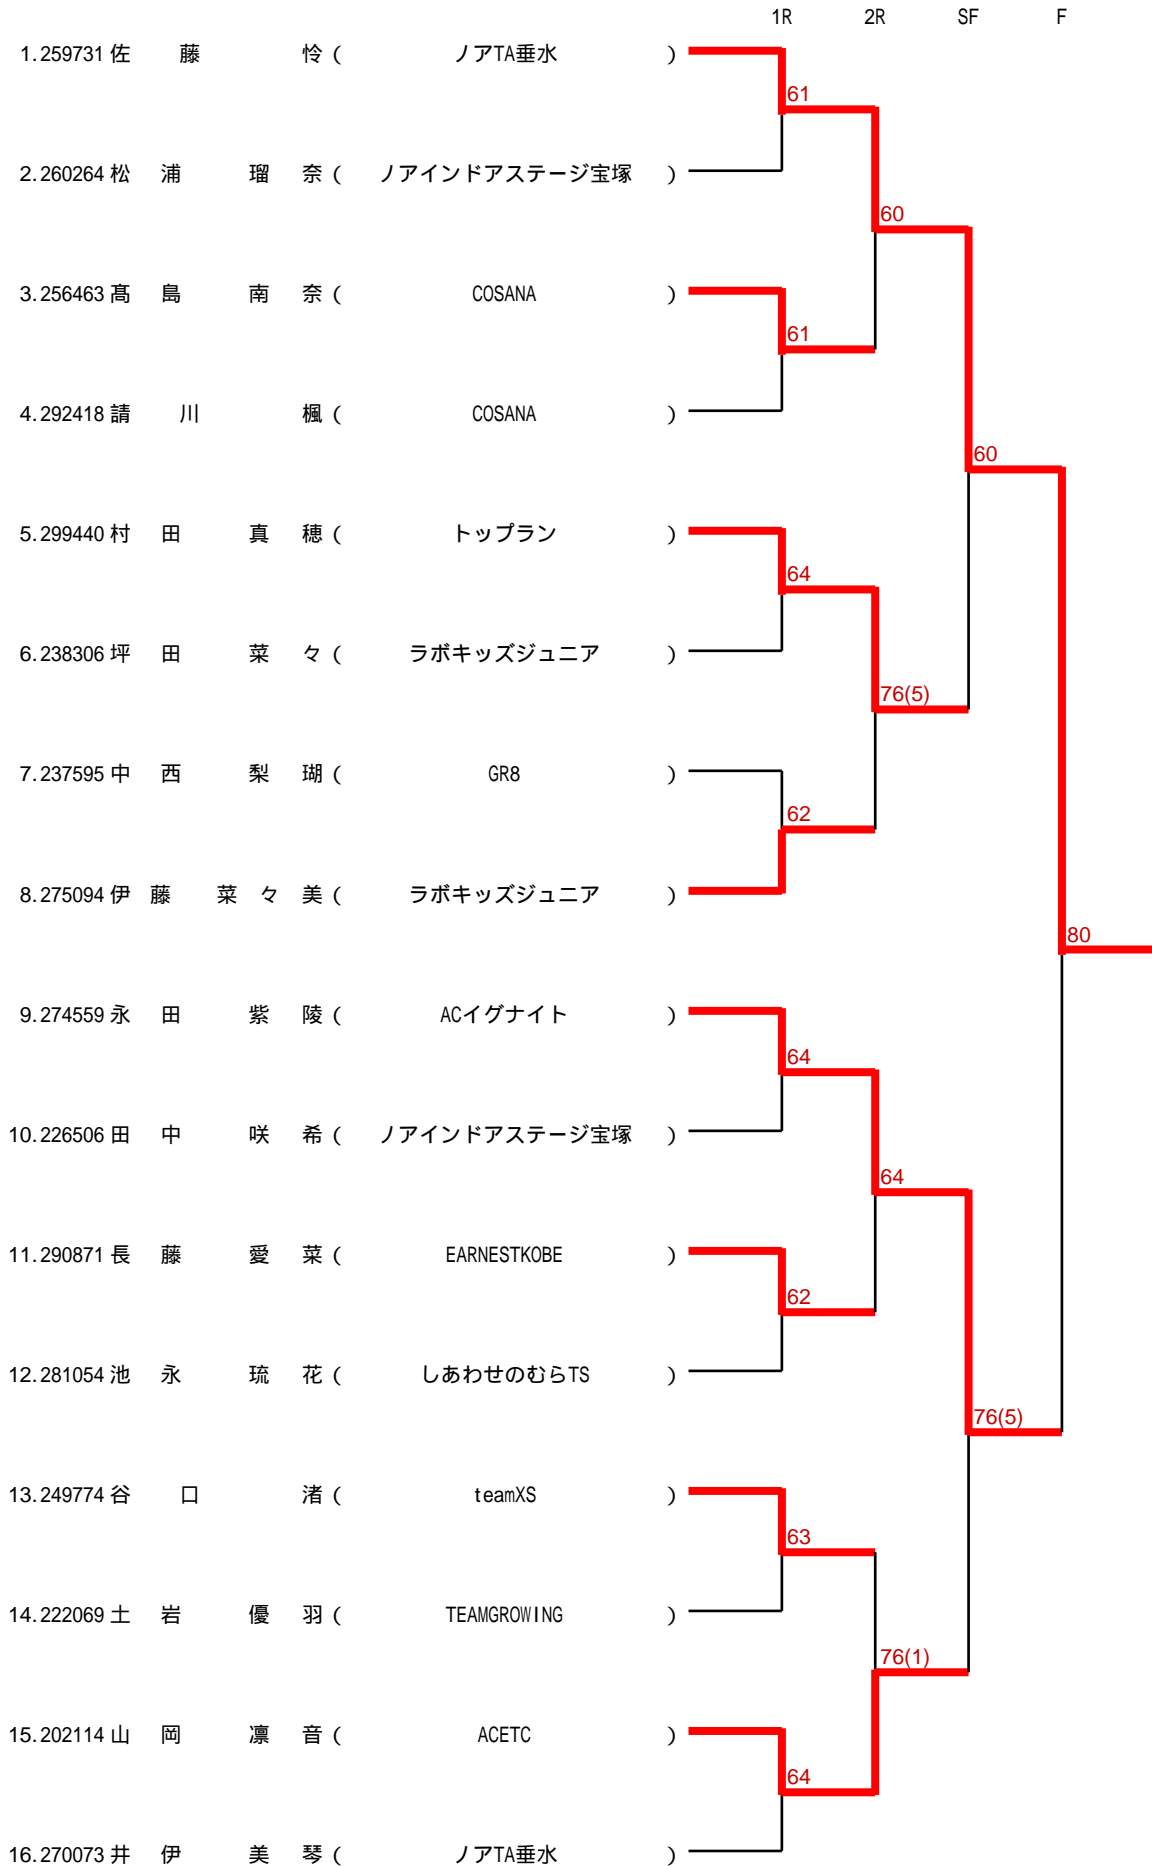 1R 2R SF F
1.259731 佐 藤 怜 ( ノアTA垂水 )
61
2.260264 松 浦 瑠 奈 ( ノアインドアステージ宝塚 )
60
3.256463 髙 島 南 奈 ( COSANA )
61
4.292418 請 川 楓 ( COSANA )
60
5.299440 村 田 真 穂 ( トップラン )
64
6.238306 坪 田 菜 々 ( ラボキッズジュニア )
76(5)
7.237595 中 西 梨 瑚 ( GR8 )
62
8.275094 伊 藤 菜 々 美 ( ラボキッズジュニア )
80
9.274559 永 田 紫 陵 ( ACイグナイト )
64
10.226506 田 中 咲 希 ( ノアインドアステージ宝塚 )
64
11.290871 長 藤 愛 菜 ( EARNESTKOBE )
62
12.281054 池 永 琉 花 ( しあわせのむらTS )
76(5)
13.249774 谷 口 渚 ( teamXS )
63
14.222069 土 岩 優 羽 ( TEAMGROWING )
76(1)
15.202114 山 岡 凛 音 ( ACETC )
64
16.270073 井 伊 美 琴 ( ノアTA垂水 )